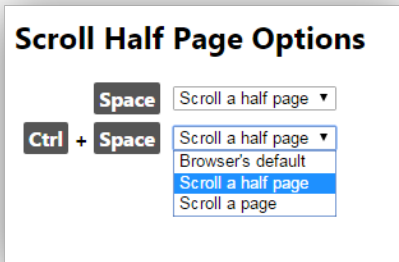 Scroll Half Page Options
Space Scroll a half page
Ctrl + Space Scroll a half page
Browser's default
Scroll a half page
Scroll a page